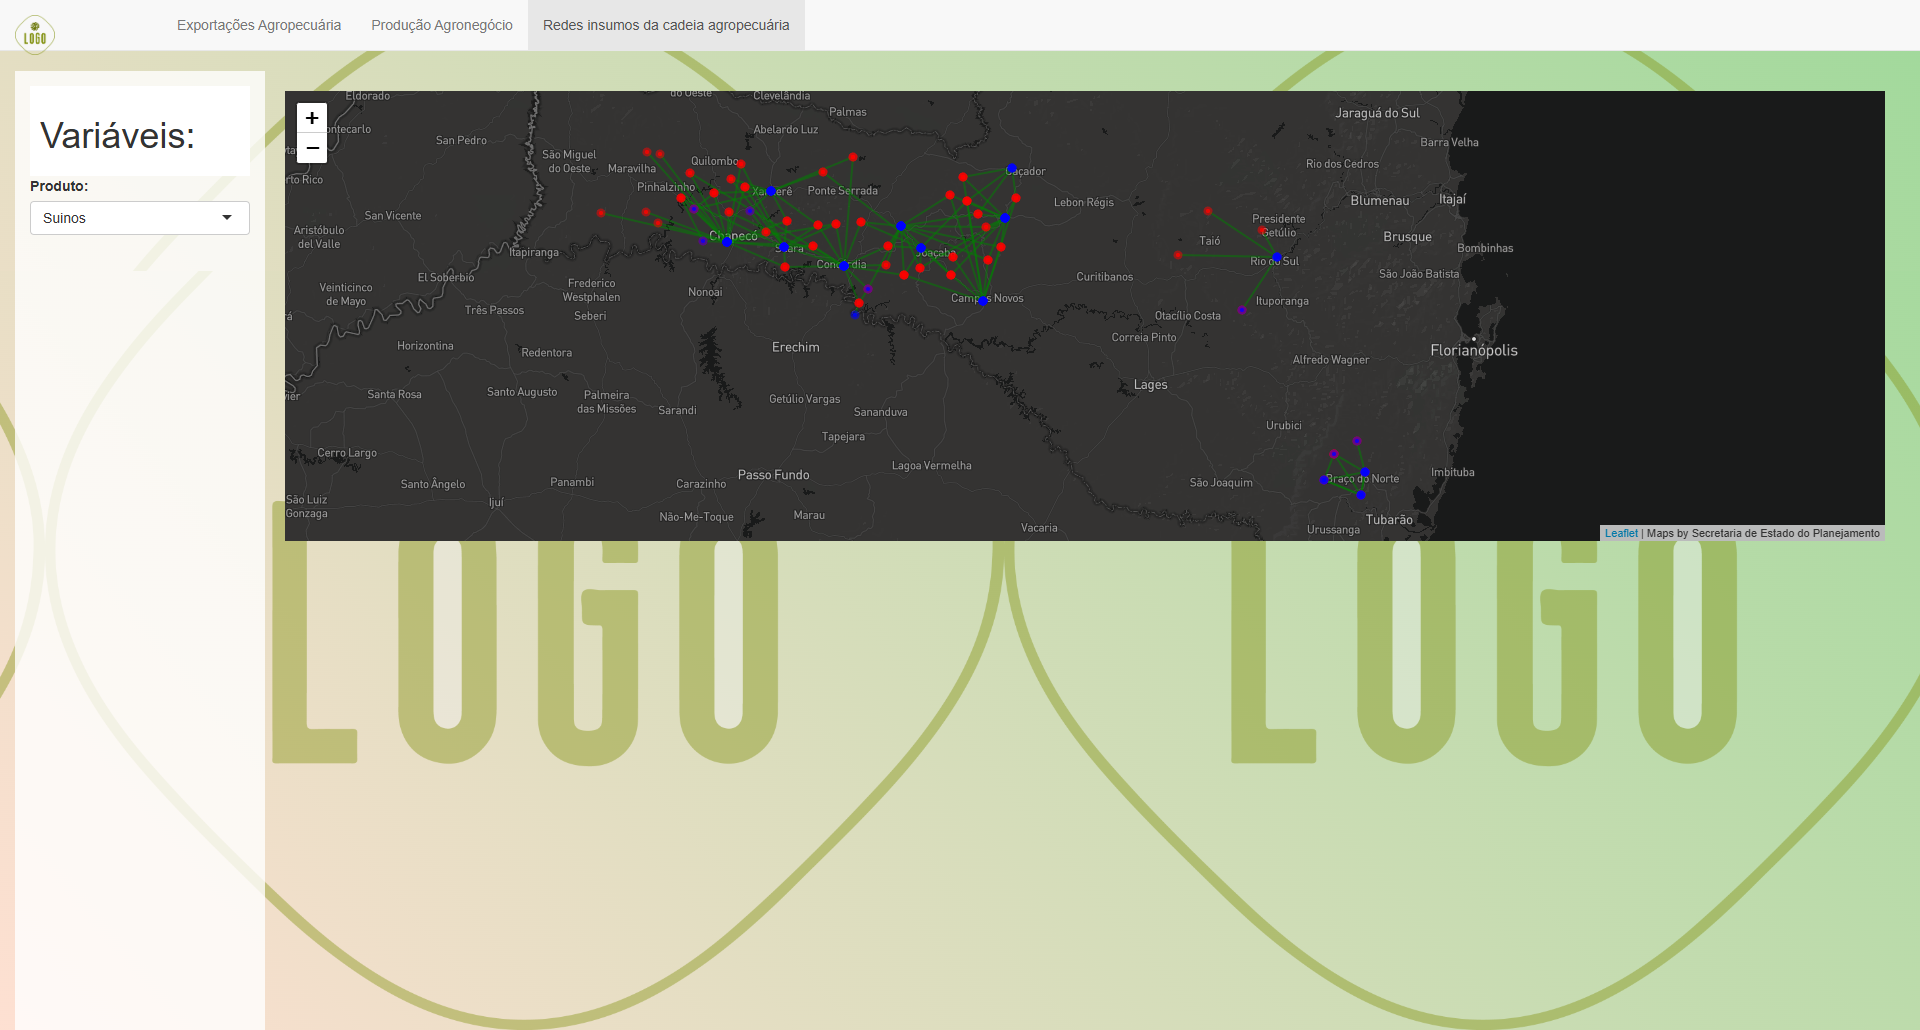 LOGO
Exportações Agropecuária
Produção Agronegócio
Redes insumos da cadeia agropecuária
Variáveis:
Produto:
Suinos
+
−
Eldorado
do Oeste
Clevelândia
Palmas
Jaraguá do Sul
Abelardo Luz
Barra Velha
San Pedro
São Miguel
do Oeste
Maravilha
Quilombo
Rio dos Cedros
Caçador
Pinhalzinho
Ponte Serrada
Lebon Régis
Blumenau
Itajaí
San Vicente
Presidente
Getúlio
Aristóbulo
del Valle
Chapecó
Taió
Brusque
Bombinhas
Itapiranga
Seara
Joaçaba
Concórdia
Rio do Sul
São João Batista
El Soberbio
Curitibanos
Veinticinco
de Mayo
Frederico
Westphalen
Nonoai
Campos Novos
Ituporanga
Três Passos
Seberi
Otacílio Costa
Correia Pinto
Horizontina
Redentora
Erechim
Alfredo Wagner
Florianópolis
Santa Rosa
Santo Augusto
Palmeira
das Missões
Sarandi
Getúlio Vargas
Sananduva
Lages
Tapejara
Urubici
Cerro Largo
Passo Fundo
Lagoa Vermelha
Imbituba
Santo Ângelo
Ijuí
Panambi
Carazinho
São Joaquim
Braço do Norte
São Luiz
Gonzaga
Não-Me-Toque
Marau
Vacaria
Urussanga
Tubarão
Leaflet | Maps by Secretaria de Estado do Planejamento
LOGO
LOGO